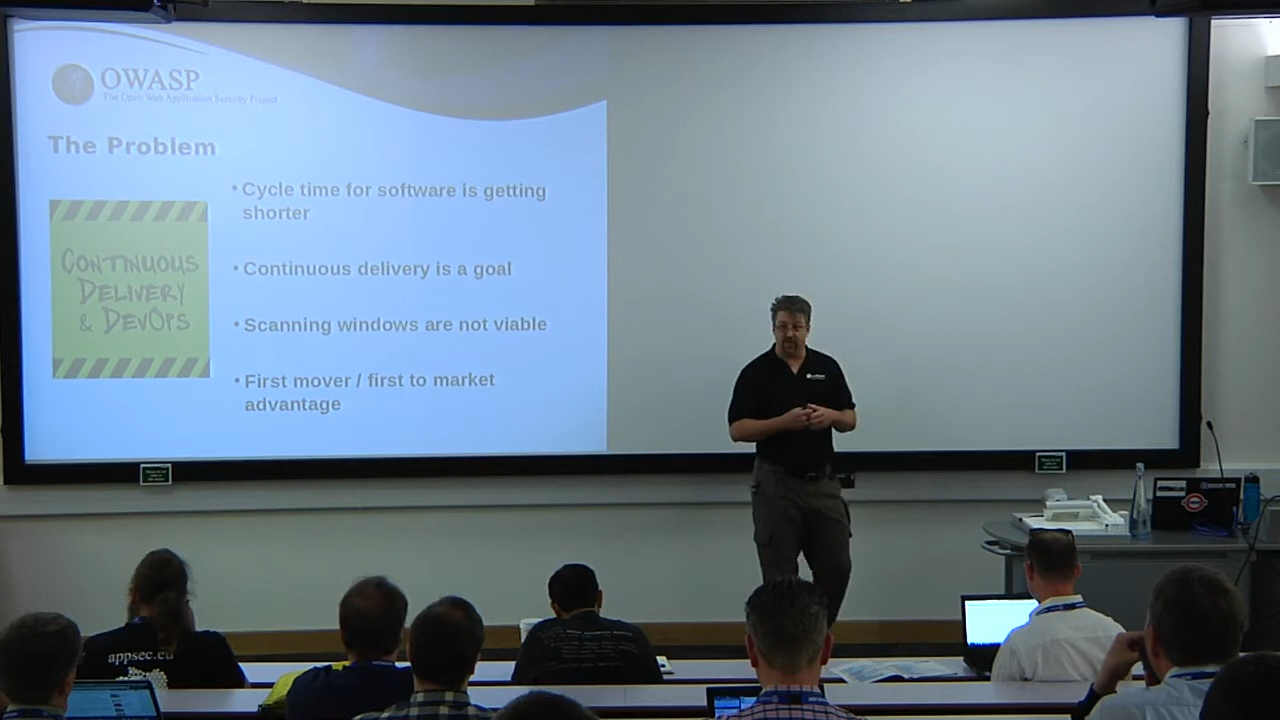 OWASP
The Open Web Application Security Project
The Problem
• Cycle time for software is getting
shorter
• Continuous delivery is a goal
• Scanning windows are not viable
• First mover / first to market
advantage
CONTINUOUS
DELIVERY
& DEVOPS
appsec.eu